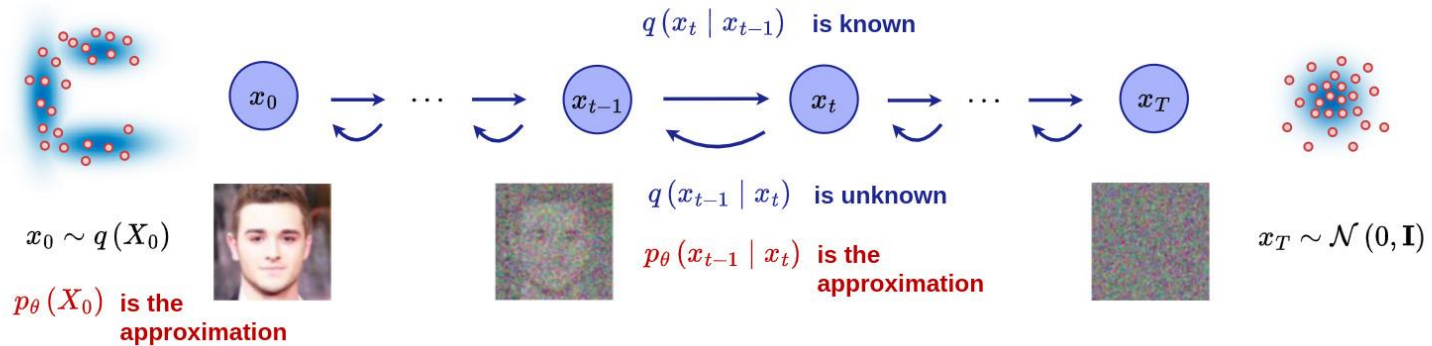 q (x_t | x_{t−1}) is known
x_0
· · ·
x_{t−1}
x_t
· · ·
x_T
q (x_{t−1} | x_t) is unknown
x_0 ∼ q (X_0)
p_θ (x_{t−1} | x_t) is the
approximation
x_T ∼ 𝒩 (0, I)
p_θ (X_0) is the
approximation